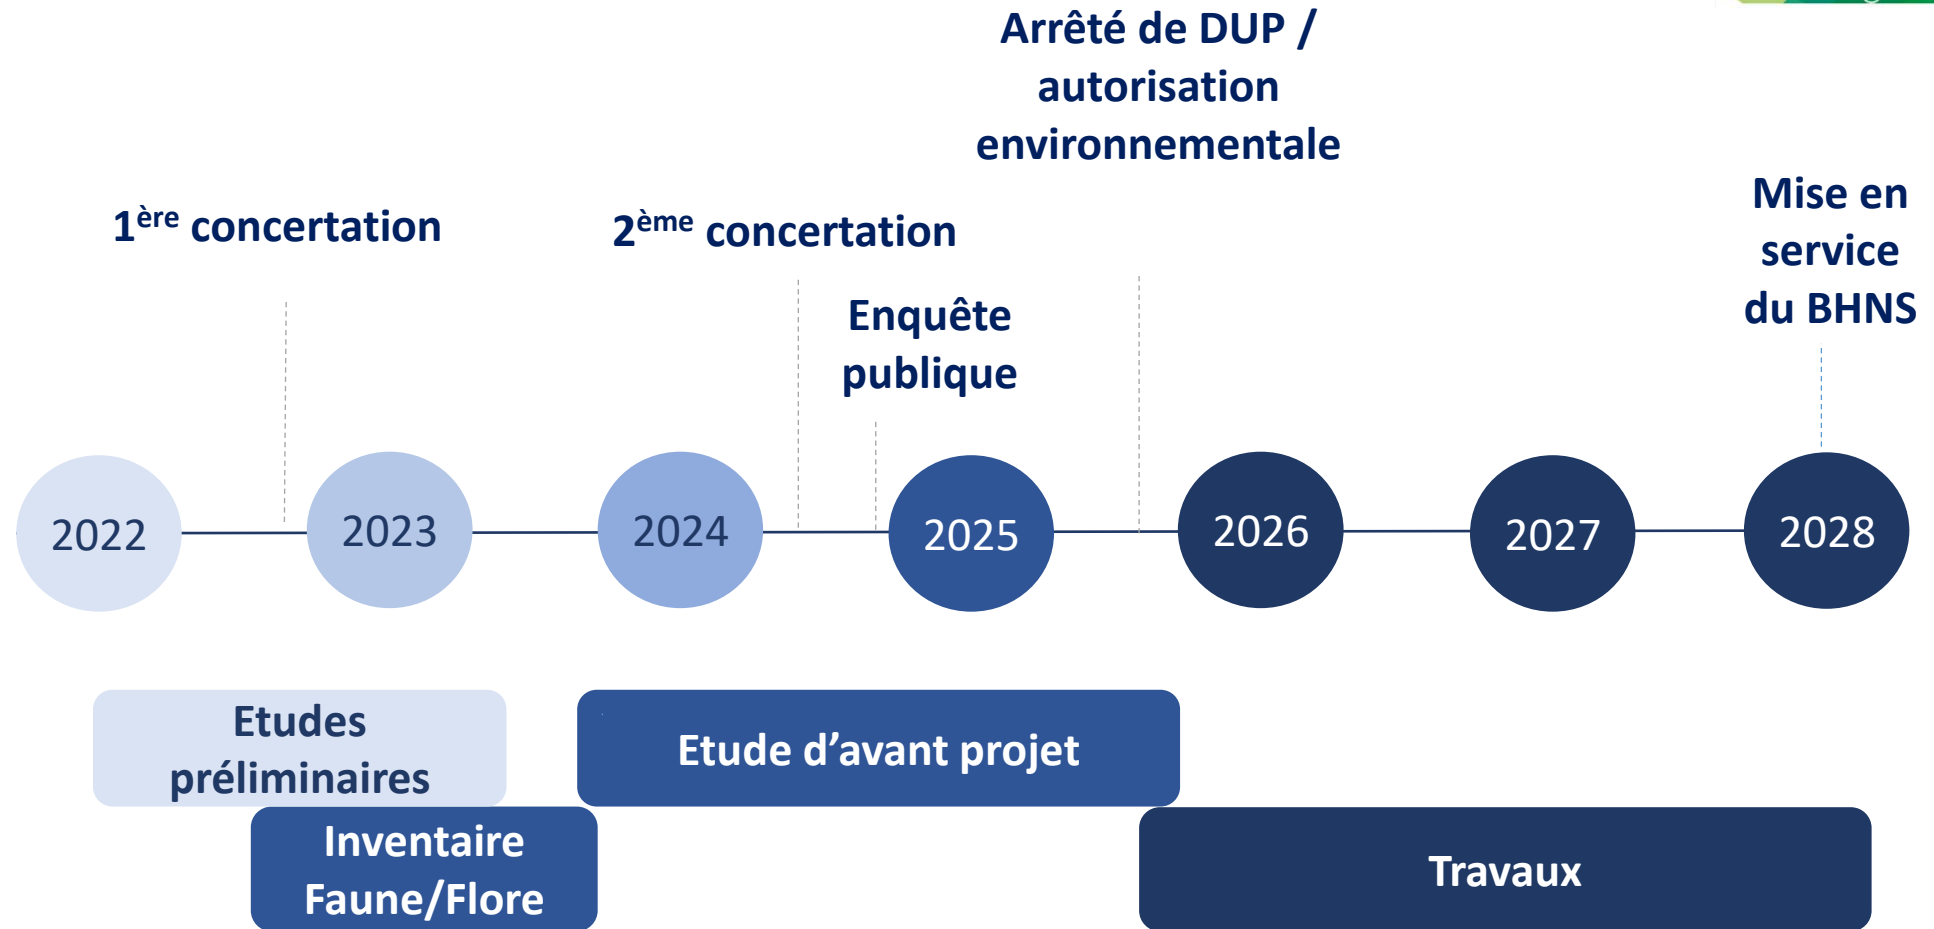 Arrêté de DUP /
autorisation
environnementale
1ère concertation
2ème concertation
Enquête
publique
Mise en
service
du BHNS
2022
2023
2024
2025
2026
2027
2028
Etudes
préliminaires
Etude d’avant projet
Inventaire
Faune/Flore
Travaux